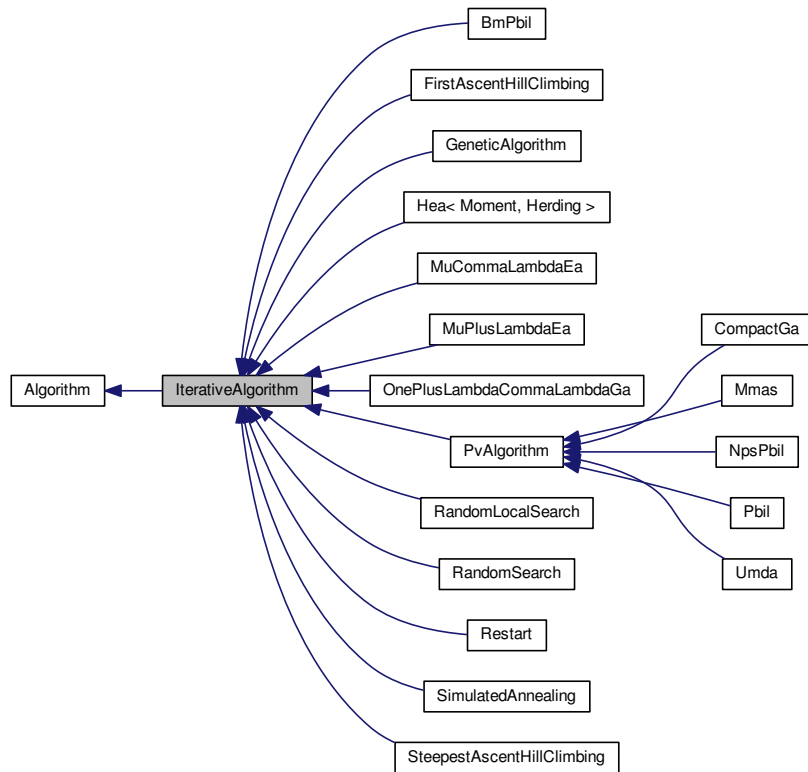 BmPbil
FirstAscentHillClimbing
GeneticAlgorithm
Hea< Moment, Herding >
MuCommaLambdaEa
CompactGa
MuPlusLambdaEa
Algorithm
IterativeAlgorithm
OnePlusLambdaCommaLambdaGa
Mmas
PvAlgorithm
NpsPbil
RandomLocalSearch
Pbil
RandomSearch
Umda
Restart
SimulatedAnnealing
SteepestAscentHillClimbing